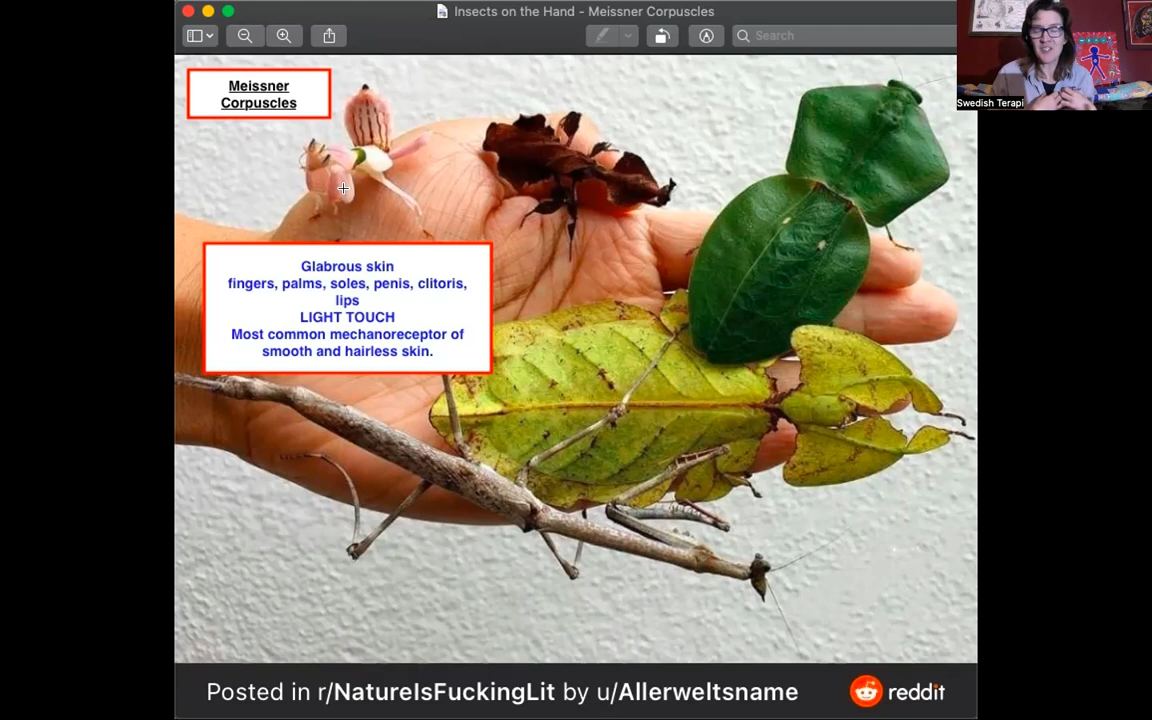 Insects on the Hand - Meissner Corpuscles
Search
Swedish Terapi
Meissner
Corpuscles
Glabrous skin
fingers, palms, soles, penis, clitoris,
lips
LIGHT TOUCH
Most common mechanoreceptor of
smooth and hairless skin.
Posted in r/NatureIsFuckingLit by u/Allerweltsname
reddit